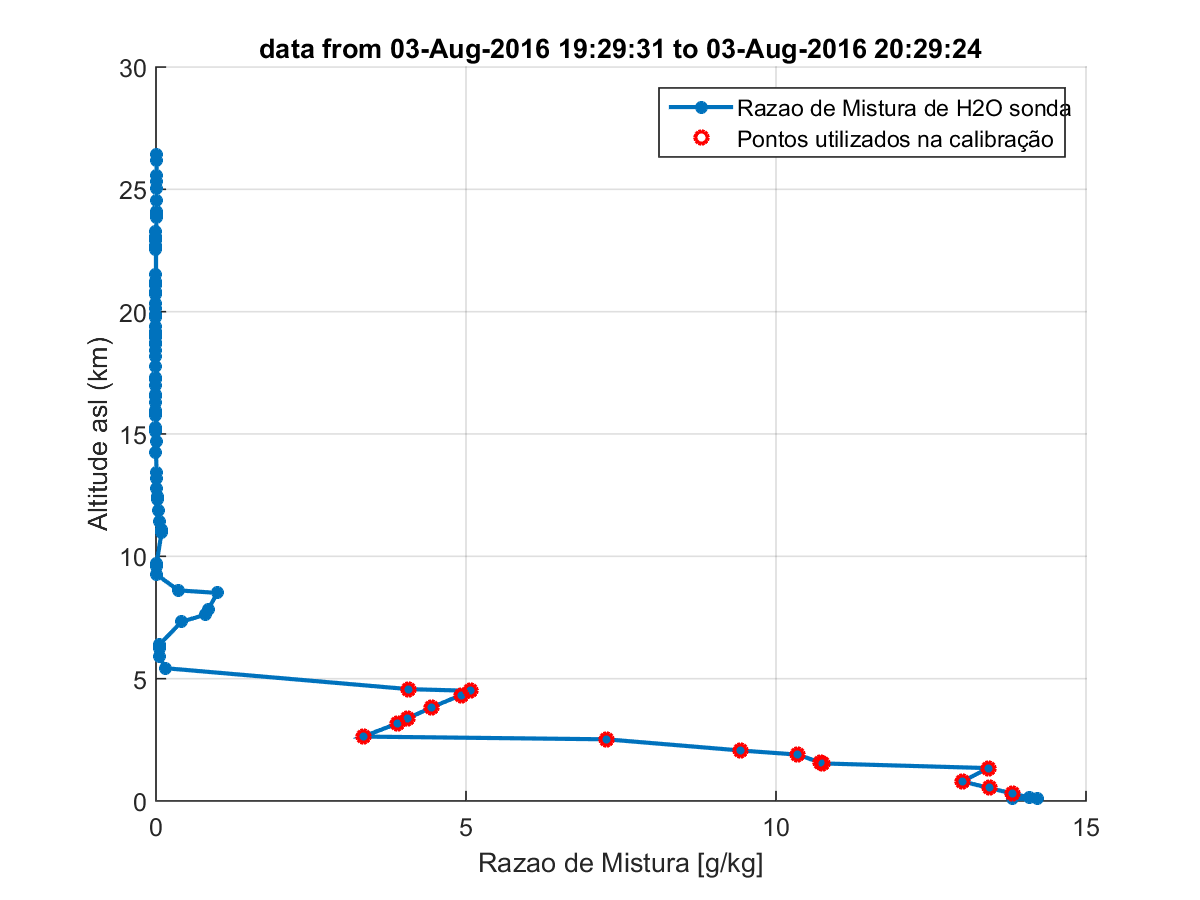 data from 03-Aug-2016 19:29:31 to 03-Aug-2016 20:29:24
Razao de Mistura de H2O sonda
Pontos utilizados na calibração
30
25
20
15
10
5
0
Altitude asl (km)
0 5 10 15
Razao de Mistura [g/kg]